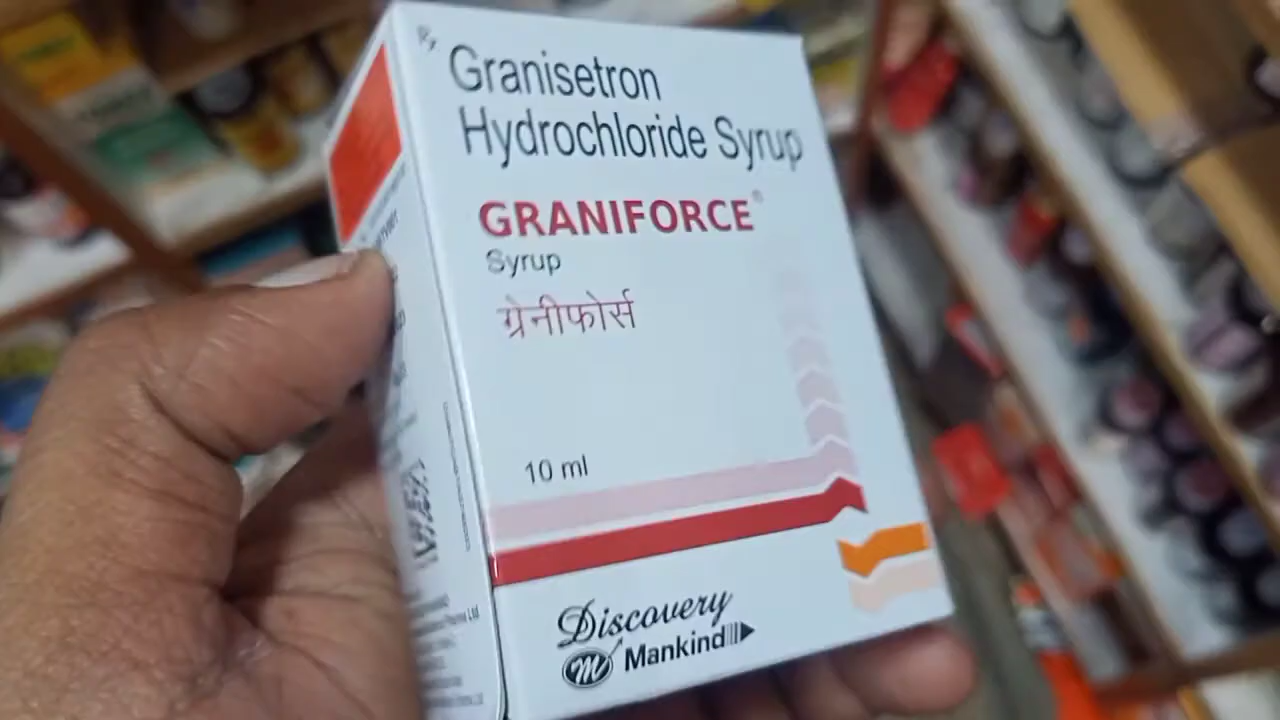 Rx
Granisetron
Hydrochloride Syrup
GRANIFORCE®
Syrup
ग्रेनीफोर्स
10 ml
Discovery
Mankind